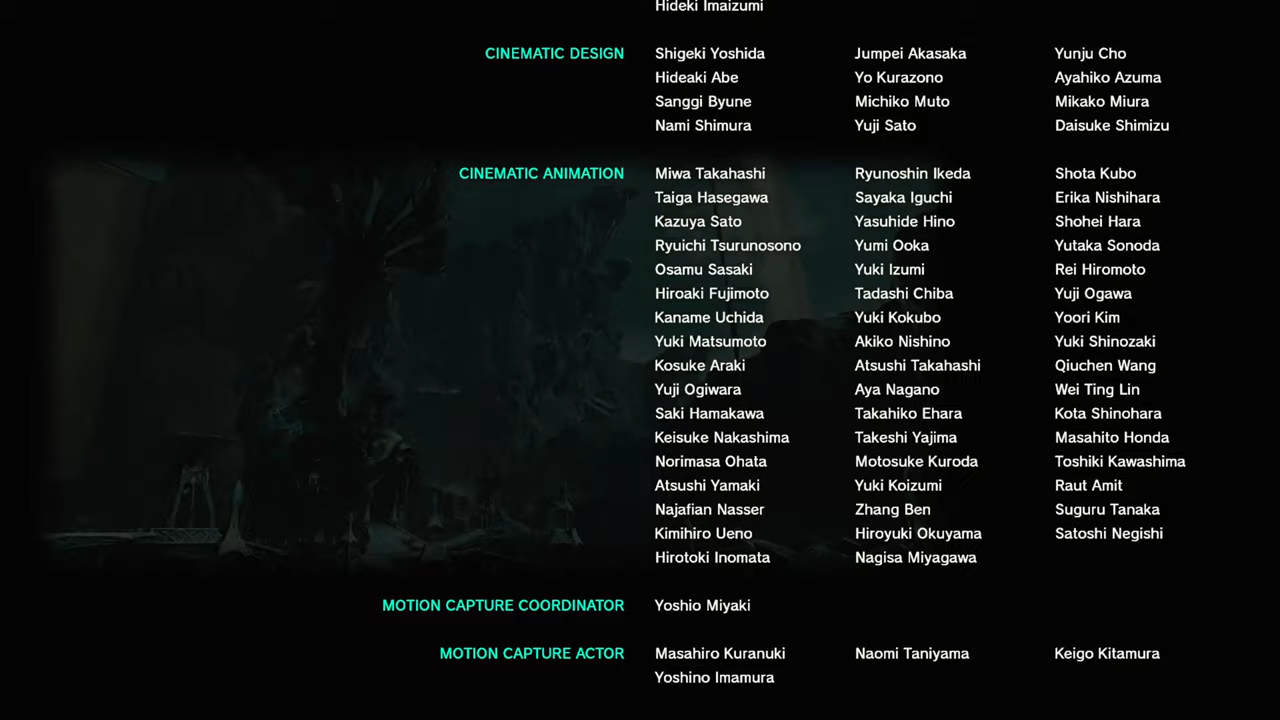 Hideki Imaizumi
CINEMATIC DESIGN Shigeki Yoshida Jumpei Akasaka Yunju Cho
Hideaki Abe Yo Kurazono Ayahiko Azuma
Sanggi Byune Michiko Muto Mikako Miura
Nami Shimura Yuji Sato Daisuke Shimizu
CINEMATIC ANIMATION Miwa Takahashi Ryunoshin Ikeda Shota Kubo
Taiga Hasegawa Sayaka Iguchi Erika Nishihara
Kazuya Sato Yasuhide Hino Shohei Hara
Ryuichi Tsurunosono Yumi Ooka Yutaka Sonoda
Osamu Sasaki Yuki Izumi Rei Hiromoto
Hiroaki Fujimoto Tadashi Chiba Yuji Ogawa
Kaname Uchida Yuki Kokubo Yoori Kim
Yuki Matsumoto Akiko Nishino Yuki Shinozaki
Kosuke Araki Atsushi Takahashi Qiuchen Wang
Yuji Ogiwara Aya Nagano Wei Ting Lin
Saki Hamakawa Takahiko Ehara Kota Shinohara
Keisuke Nakashima Takeshi Yajima Masahito Honda
Norimasa Ohata Motosuke Kuroda Toshiki Kawashima
Atsushi Yamaki Yuki Koizumi Raut Amit
Najafian Nasser Zhang Ben Suguru Tanaka
Kimihiro Ueno Hiroyuki Okuyama Satoshi Negishi
Hirotoki Inomata Nagisa Miyagawa
MOTION CAPTURE COORDINATOR Yoshio Miyaki
MOTION CAPTURE ACTOR Masahiro Kuranuki Naomi Taniyama Keigo Kitamura
Yoshino Imamura